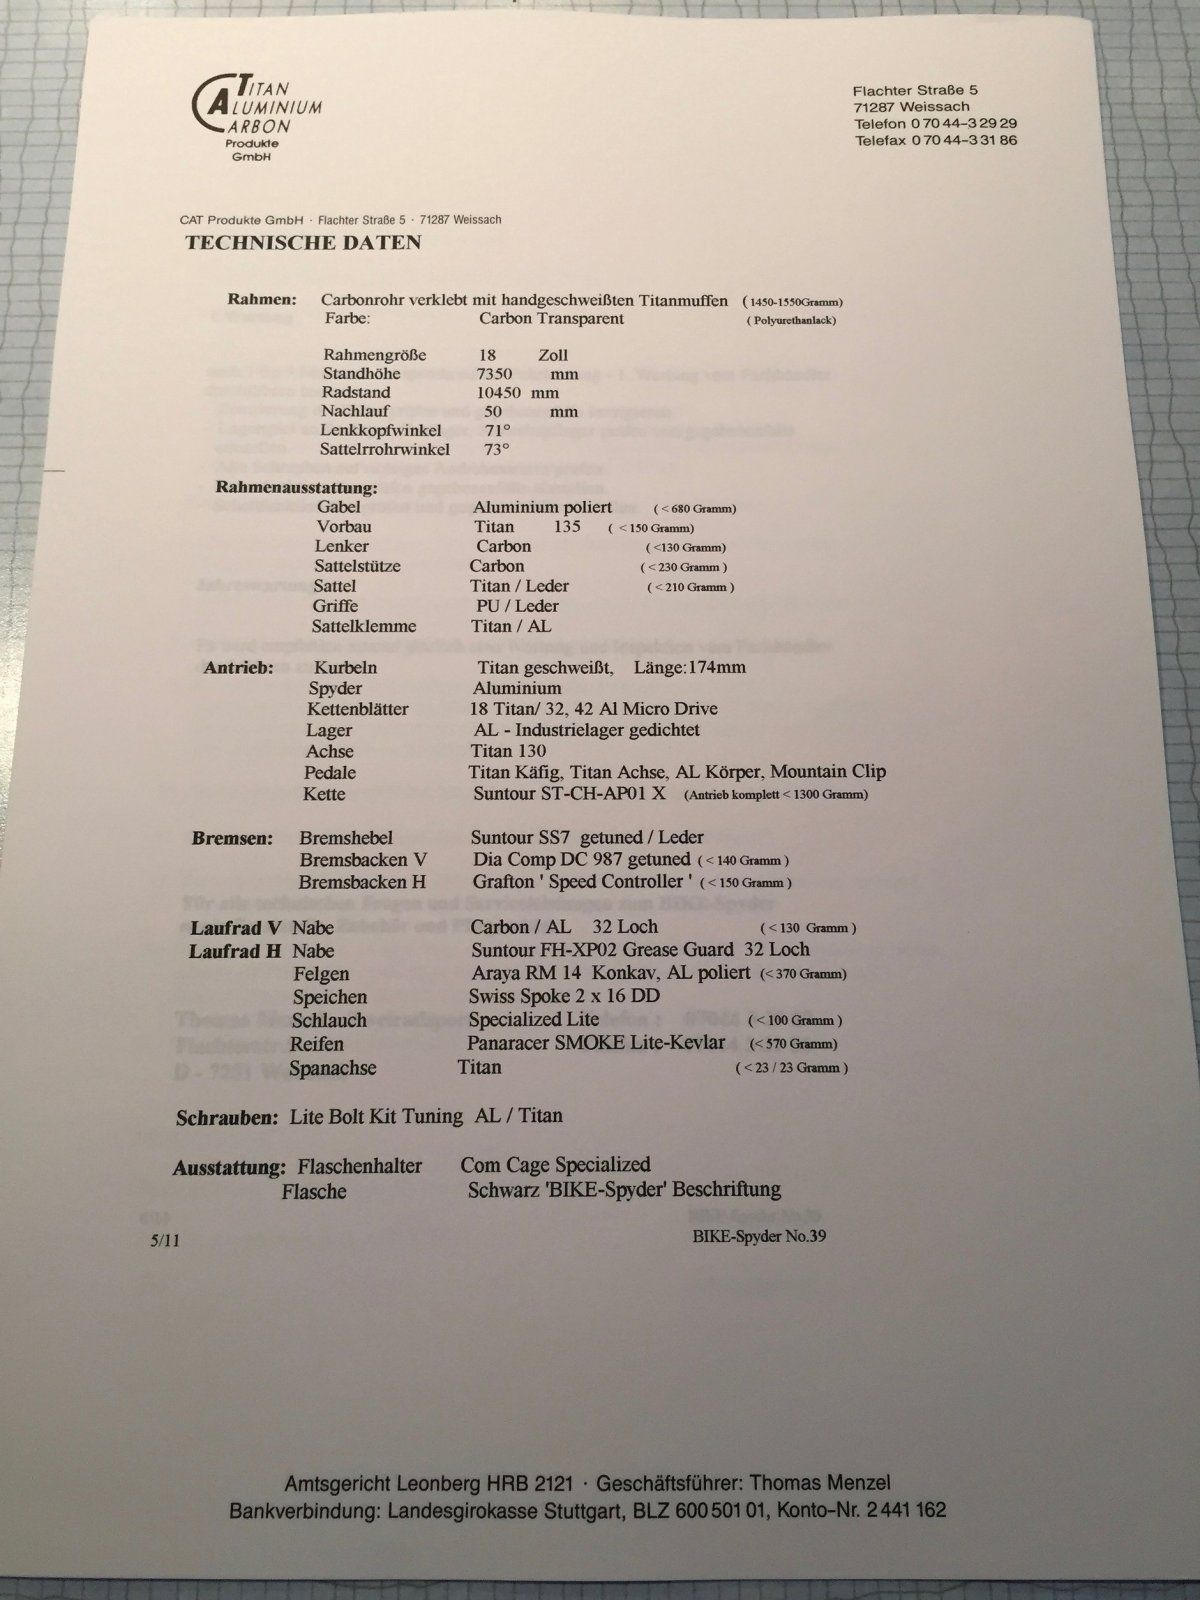 TITAN
ALUMINIUM
CARBON
Produkte
GmbH
Flachter Straße 5
71287 Weissach
Telefon 0 70 44-3 29 29
Telefax 0 70 44-3 31 86
CAT Produkte GmbH · Flachter Straße 5 · 71287 Weissach
TECHNISCHE DATEN
Rahmen: Carbonrohr verklebt mit handgeschweißten Titanmuffen ( 1450-1550Gramm)
Farbe: Carbon Transparent ( Polyurethanlack)
Rahmengröße 18 Zoll
Standhöhe 7350 mm
Radstand 10450 mm
Nachlauf 50 mm
Lenkkopfwinkel 71°
Sattelrrohrwinkel 73°
Rahmenausstattung:
Gabel Aluminium poliert ( < 680 Gramm)
Vorbau Titan 135 ( < 150 Gramm)
Lenker Carbon ( <130 Gramm)
Sattelstütze Carbon ( < 230 Gramm )
Sattel Titan / Leder ( < 210 Gramm )
Griffe PU / Leder
Sattelklemme Titan / AL
Antrieb: Kurbeln Titan geschweißt, Länge:174mm
Spyder Aluminium
Kettenblätter 18 Titan/ 32, 42 Al Micro Drive
Lager AL - Industrielager gedichtet
Achse Titan 130
Pedale Titan Käfig, Titan Achse, AL Körper, Mountain Clip
Kette Suntour ST-CH-AP01 X (Antrieb komplett < 1300 Gramm)
Bremsen: Bremshebel Suntour SS7 getuned / Leder
Bremsbacken V Dia Comp DC 987 getuned ( < 140 Gramm )
Bremsbacken H Grafton ' Speed Controller ' ( < 150 Gramm )
Laufrad V Nabe Carbon / AL 32 Loch ( < 130 Gramm )
Laufrad H Nabe Suntour FH-XP02 Grease Guard 32 Loch
Felgen Araya RM 14 Konkav, AL poliert (< 370 Gramm)
Speichen Swiss Spoke 2 x 16 DD
Schlauch Specialized Lite ( < 100 Gramm )
Reifen Panaracer SMOKE Lite-Kevlar (< 570 Gramm)
Spanachse Titan ( < 23 / 23 Gramm )
Schrauben: Lite Bolt Kit Tuning AL / Titan
Ausstattung: Flaschenhalter Com Cage Specialized
Flasche Schwarz 'BIKE-Spyder' Beschriftung
5/11 BIKE-Spyder No.39
Amtsgericht Leonberg HRB 2121 · Geschäftsführer: Thomas Menzel
Bankverbindung: Landesgirokasse Stuttgart, BLZ 600 501 01, Konto-Nr. 2 441 162